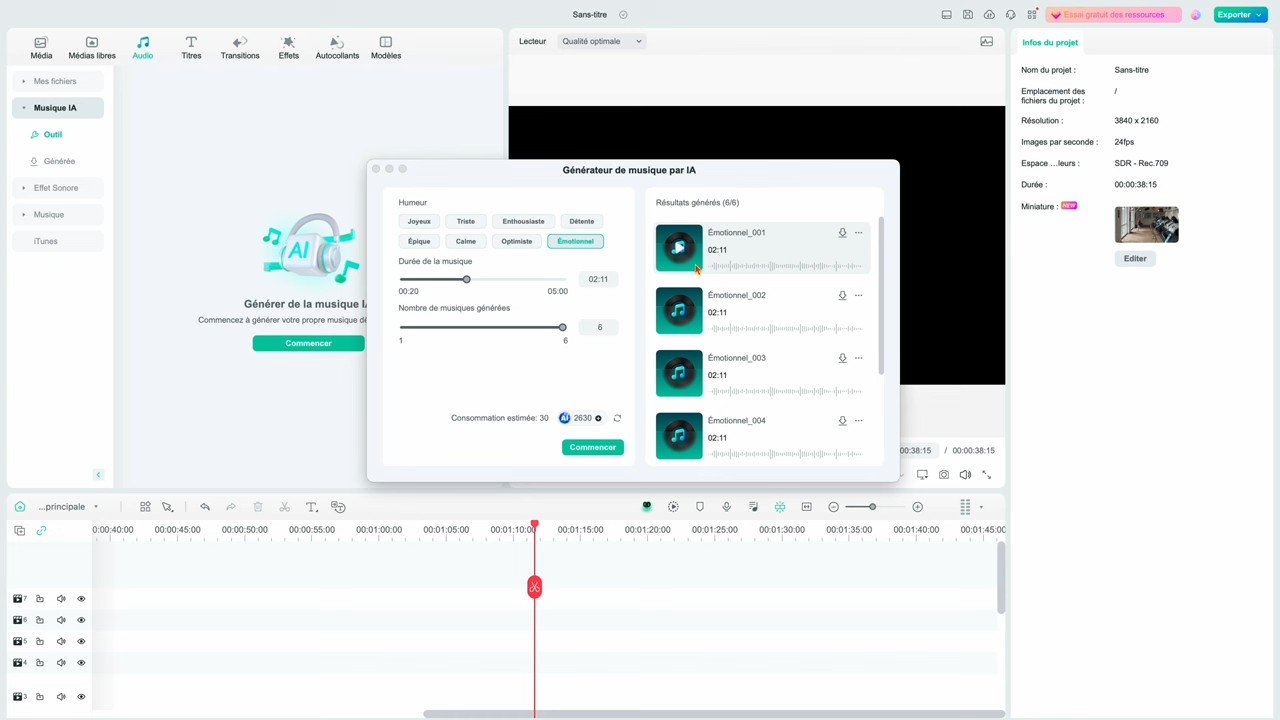 Sans-titre
Essai gratuit des ressources
Exporter
Média
Médias libres
Audio
Titres
Transitions
Effets
Autocollants
Modèles
Lecteur
Qualité optimale
Infos du projet
Mes fichiers
Musique IA
Outil
Générée
Effet Sonore
Musique
iTunes
AI
Générer de la musique I
Commencez à générer votre propre musique
Commencer
Générateur de musique par IA
Humeur
Joyeux
Triste
Enthousiaste
Détente
Épique
Calme
Optimiste
Émotionnel
Durée de la musique
02:11
00:20
05:00
Nombre de musiques générées
6
1
6
Consommation estimée: 30
AI
2630
Commencer
Résultats générés (6/6)
Émotionnel_001
02:11
Émotionnel_002
02:11
Émotionnel_003
02:11
Émotionnel_004
02:11
Nom du projet :
Sans-titre
Emplacement des
fichiers du projet :
/
Résolution :
3840 x 2160
Images par seconde :
24fps
Espace ...leurs :
SDR - Rec.709
Durée :
00:00:38:15
Miniature :
NEW
Editer
00:38:15 / 00:00:38:15
...principale
0:00:40:00
00:00:45:00
00:00:50:00
00:00:55:00
00:01:00:00
00:01:05:00
00:01:10:00
00:01:15:00
00:01:20:00
00:01:25:00
00:01:30:00
00:01:35:00
00:01:40:00
00:01:45:00
7
6
5
4
3